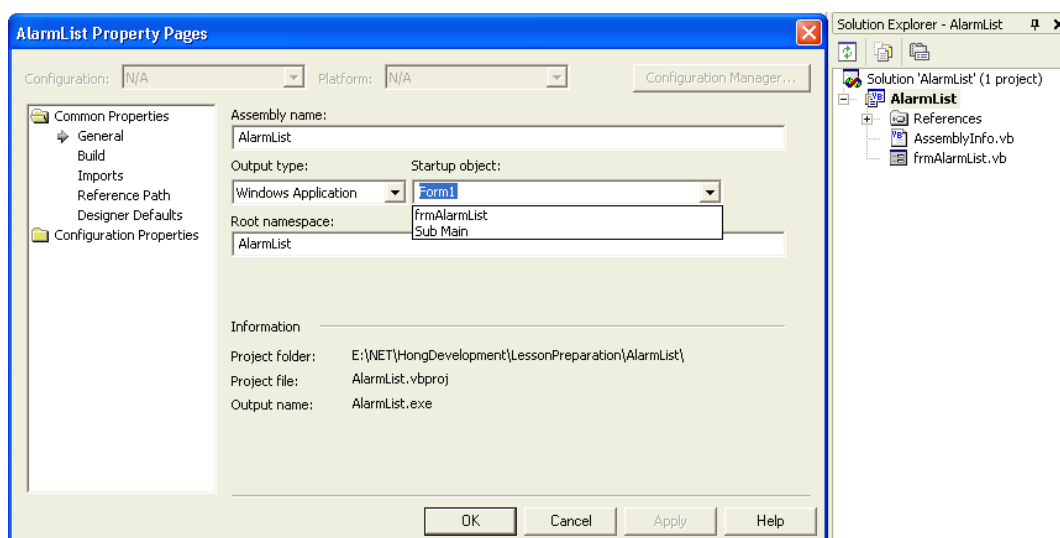 AlarmList Property Pages
Configuration: N/A Platform: N/A Configuration Manager...
Common Properties
General
Build
Imports
Reference Path
Designer Defaults
Configuration Properties
Assembly name:
AlarmList
Output type: Startup object:
Windows Application Form1
frmAlarmList
Sub Main
Root namespace:
AlarmList
Information
Project folder: E:\NET\HongDevelopment\LessonPreparation\AlarmList\
Project file: AlarmList.vbproj
Output name: AlarmList.exe
OK Cancel Apply Help
Solution Explorer - AlarmList
Solution 'AlarmList' (1 project)
AlarmList
References
AssemblyInfo.vb
frmAlarmList.vb